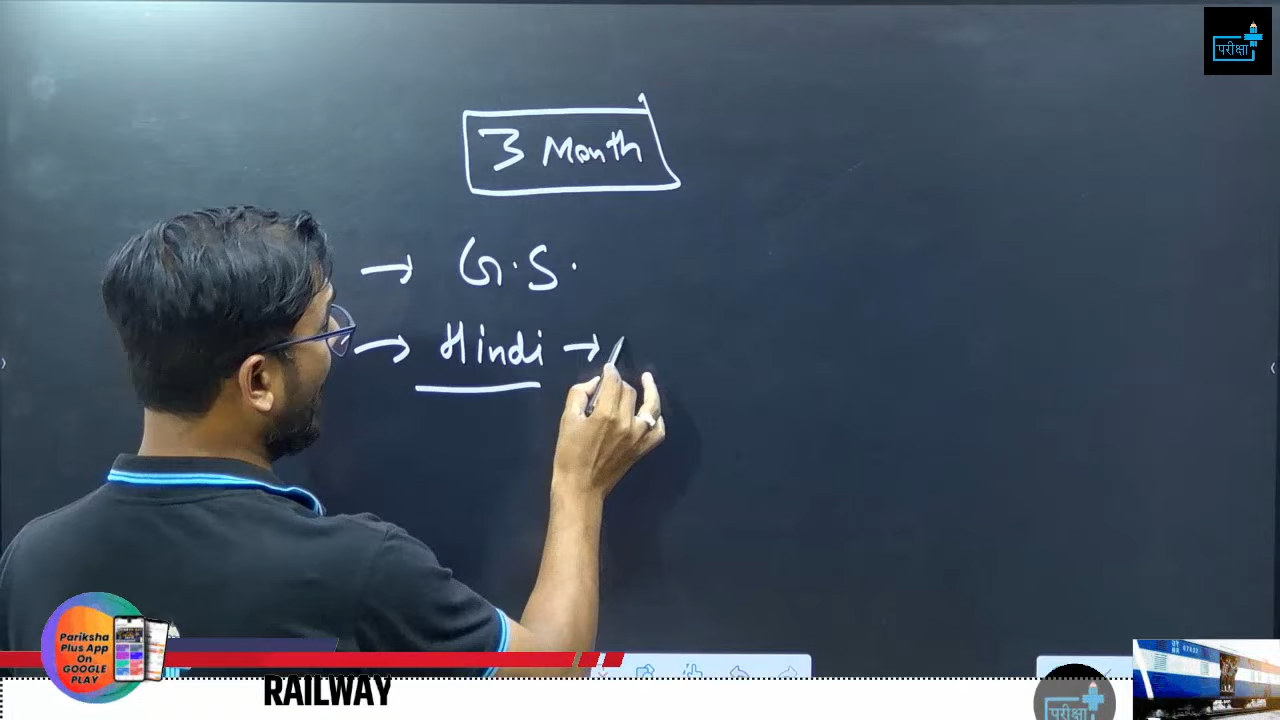 परीक्षा
3 Month
→ G.S.
→ Hindi →
Pariksha
Plus App
On
GOOGLE
PLAY
RAILWAY
परीक्षा